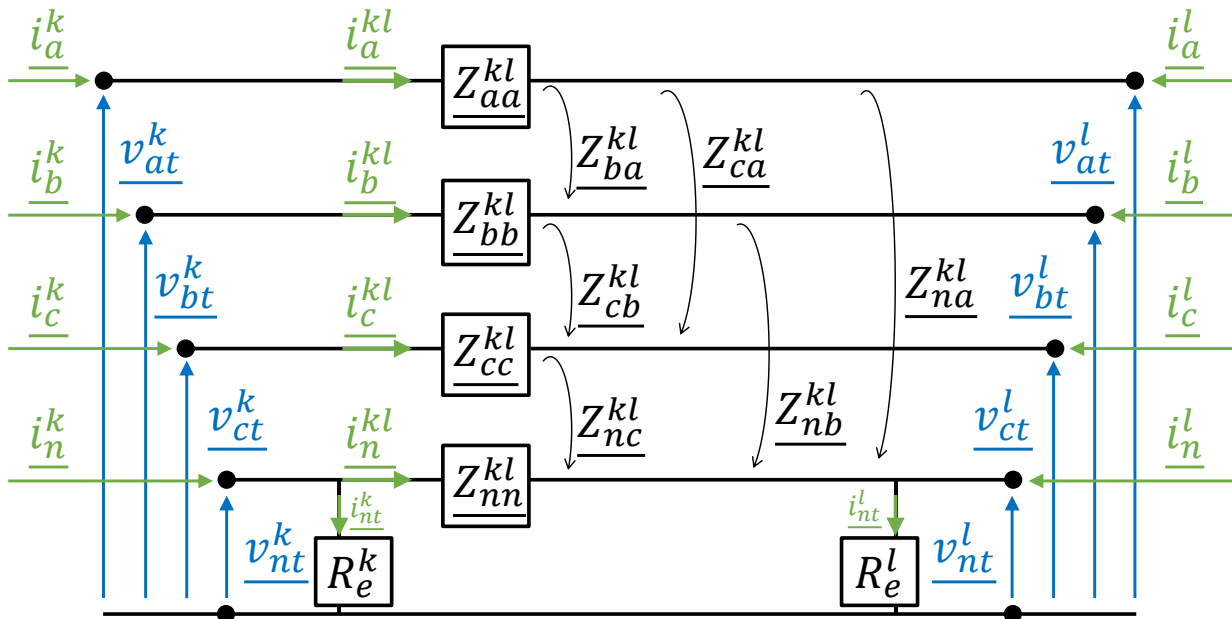 i_a^k i_a^{kl} Z_{aa}^{kl} i_a^l
v_{at}^k Z_{ba}^{kl} Z_{ca}^{kl} v_{at}^l
i_b^k i_b^{kl} Z_{bb}^{kl} i_b^l
v_{bt}^k Z_{cb}^{kl} Z_{na}^{kl} v_{bt}^l
i_c^k i_c^{kl} Z_{cc}^{kl} i_c^l
v_{ct}^k Z_{nc}^{kl} Z_{nb}^{kl} v_{ct}^l
i_n^k i_n^{kl} Z_{nn}^{kl} i_n^l
i_{nt}^k i_{nt}^l
v_{nt}^k R_e^k R_e^l v_{nt}^l